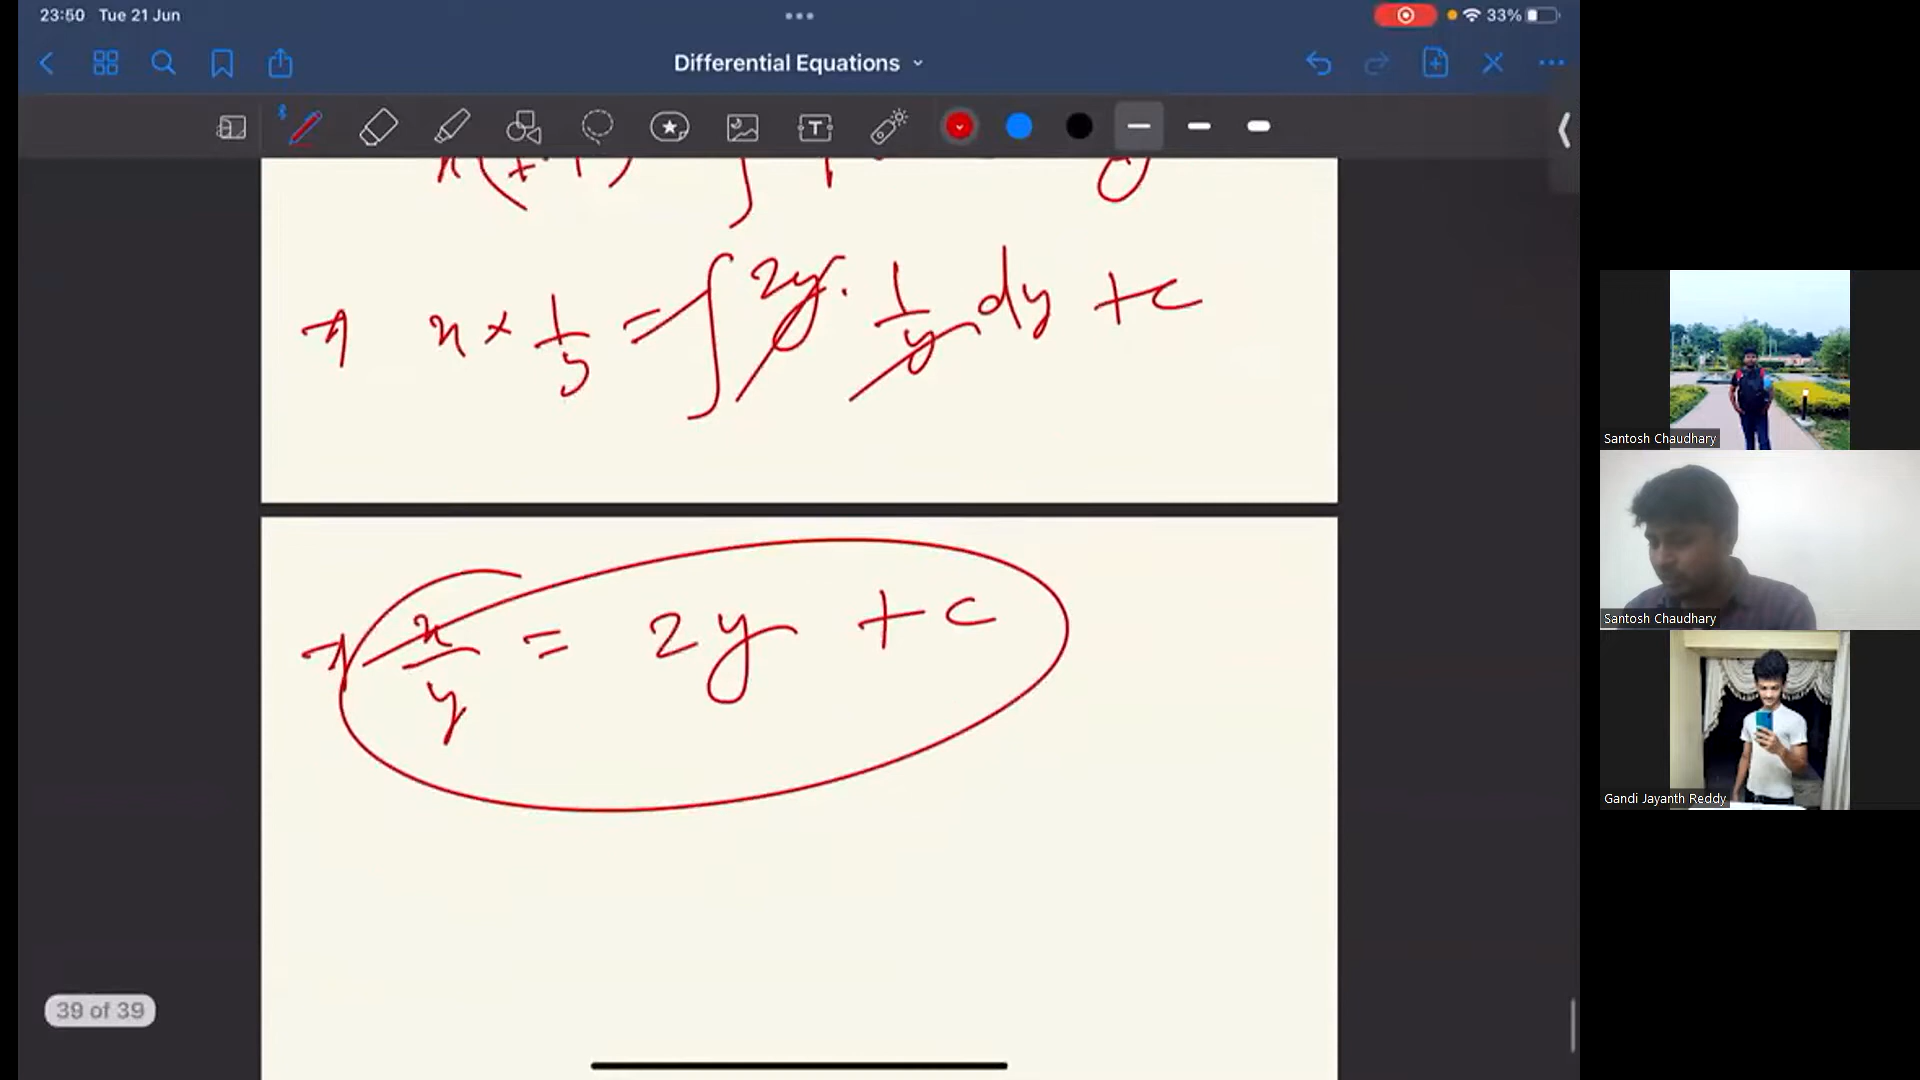 23:50 Tue 21 Jun
33%
Differential Equations
T
⇒ x × 1/y = ∫ 2y · 1/y dy + c
⇒ x/y = 2y + c
39 of 39
Santosh Chaudhary
Santosh Chaudhary
Gandi Jayanth Reddy